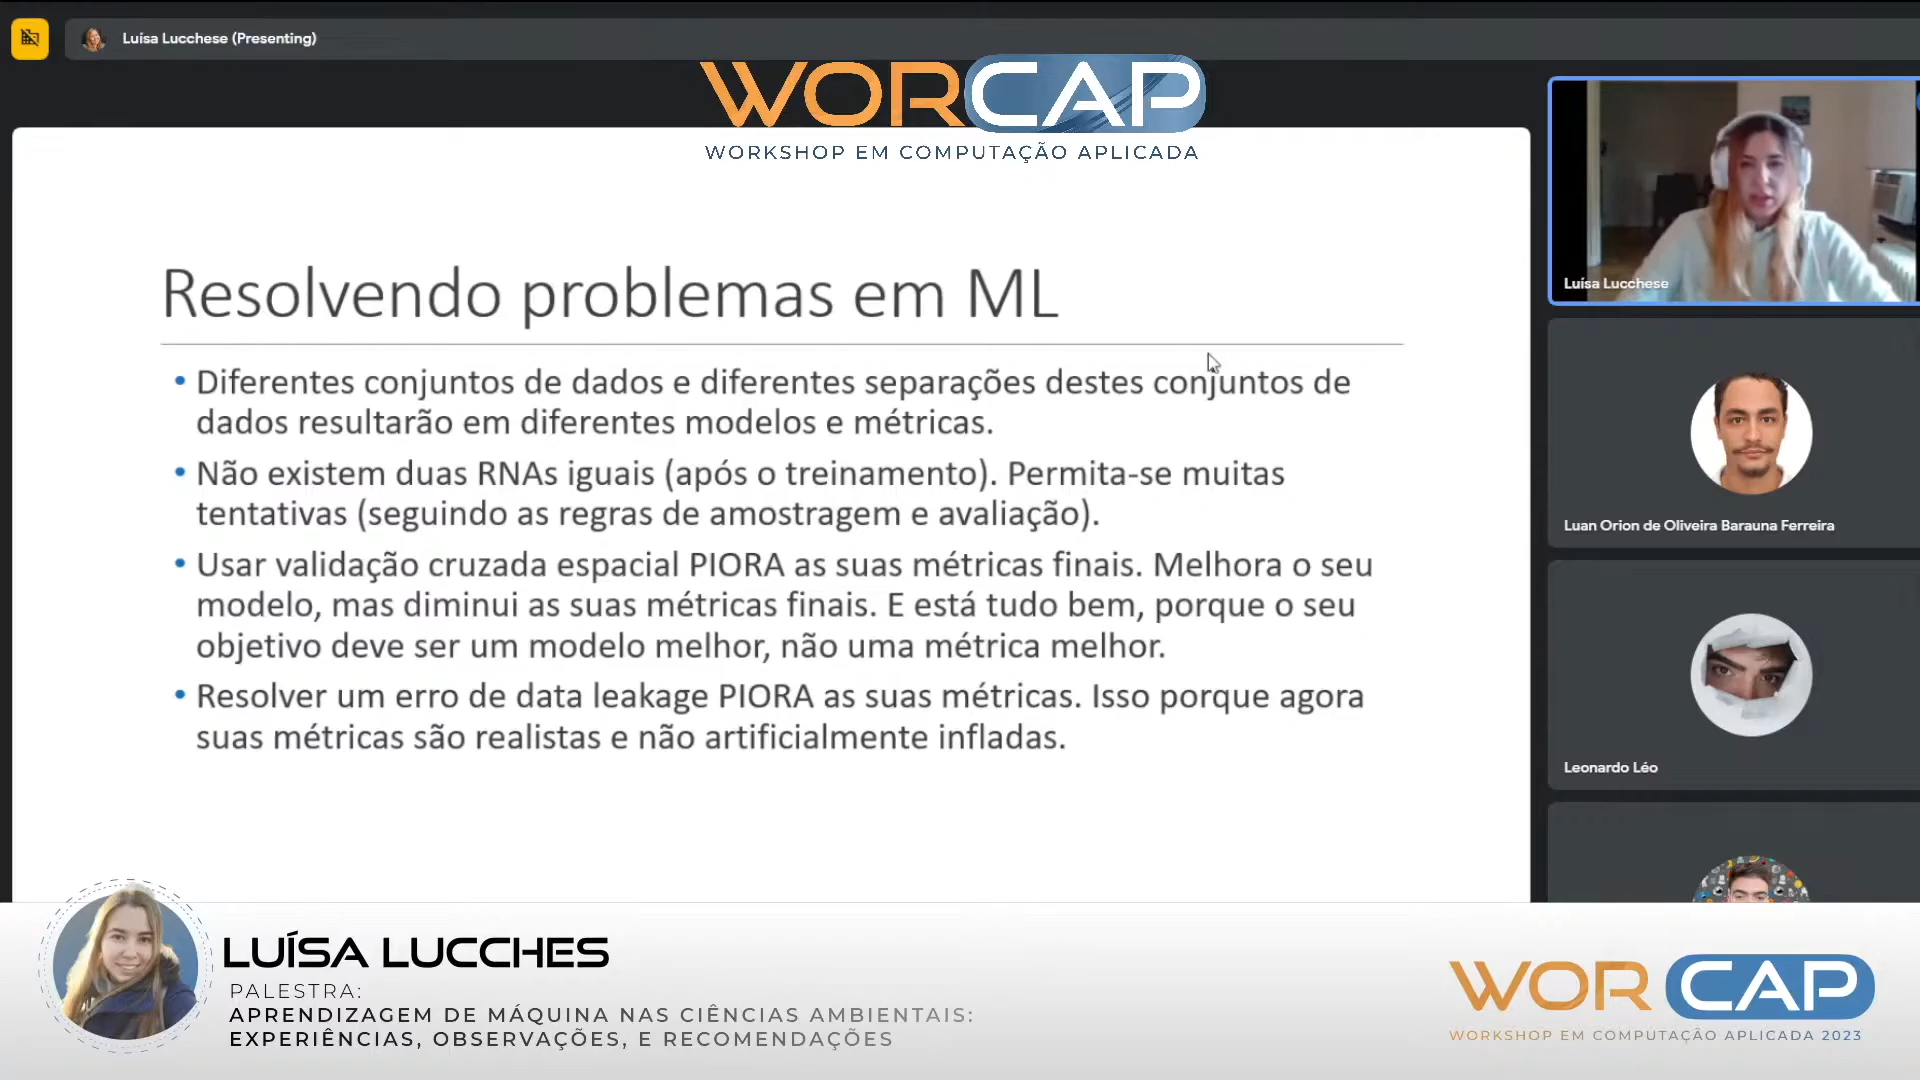 Luísa Lucchese (Presenting)
WORCAP
WORKSHOP EM COMPUTAÇÃO APLICADA
Resolvendo problemas em ML
• Diferentes conjuntos de dados e diferentes separações destes conjuntos de
dados resultarão em diferentes modelos e métricas.
• Não existem duas RNAs iguais (após o treinamento). Permita-se muitas
tentativas (seguindo as regras de amostragem e avaliação).
• Usar validação cruzada espacial PIORA as suas métricas finais. Melhora o seu
modelo, mas diminui as suas métricas finais. E está tudo bem, porque o seu
objetivo deve ser um modelo melhor, não uma métrica melhor.
• Resolver um erro de data leakage PIORA as suas métricas. Isso porque agora
suas métricas são realistas e não artificialmente infladas.
Luísa Lucchese
Luan Orion de Oliveira Barauna Ferreira
Leonardo Léo
LUÍSA LUCCHES
PALESTRA:
APRENDIZAGEM DE MÁQUINA NAS CIÊNCIAS AMBIENTAIS:
EXPERIÊNCIAS, OBSERVAÇÕES, E RECOMENDAÇÕES
WORCAP
WORKSHOP EM COMPUTAÇÃO APLICADA 2023